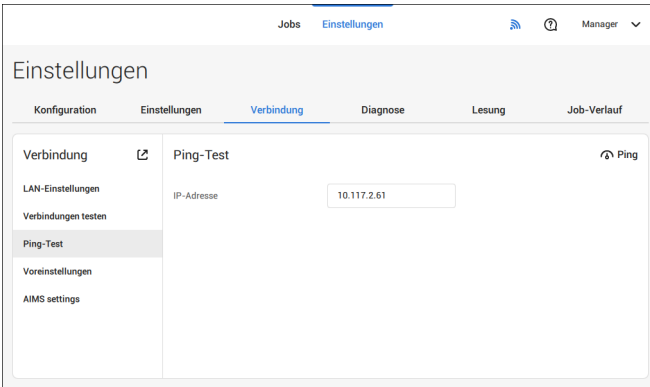 Jobs Einstellungen Manager
Einstellungen
Konfiguration Einstellungen Verbindung Diagnose Lesung Job-Verlauf
Verbindung Ping-Test Ping
LAN-Einstellungen
IP-Adresse 10.117.2.61
Verbindungen testen
Ping-Test
Voreinstellungen
AIMS settings